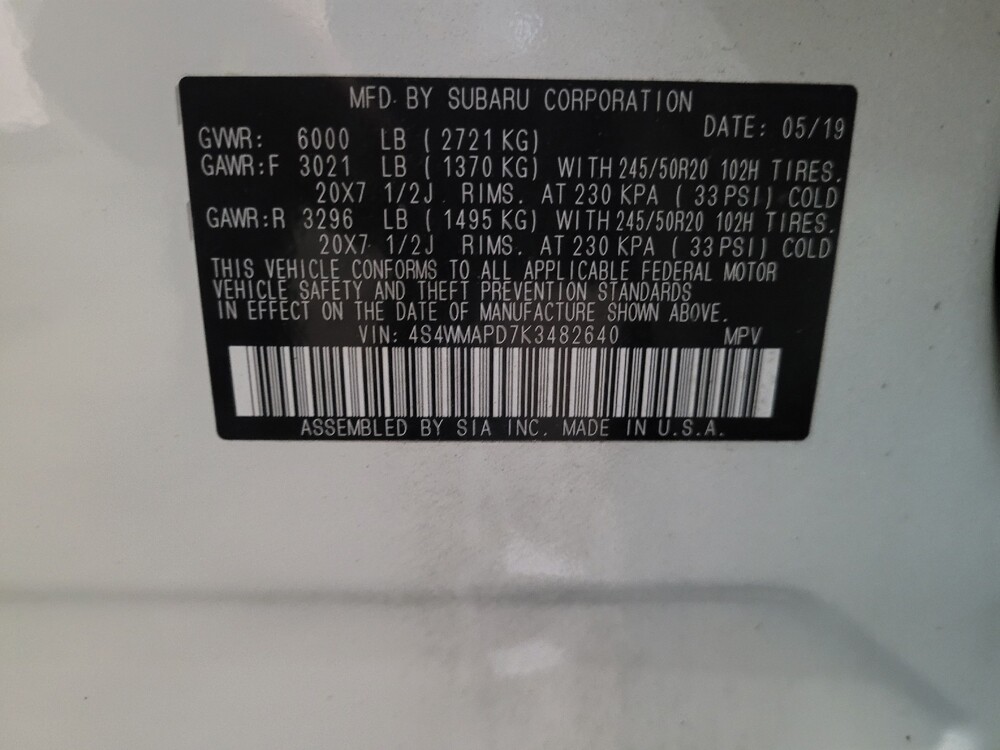 MFD. BY SUBARU CORPORATION
DATE: 05/19
GVWR: 6000 LB ( 2721 KG)
GAWR:F 3021 LB ( 1370 KG) WITH 245/50R20 102H TIRES.
20X7 1/2J RIMS. AT 230 KPA ( 33 PSI) COLD
GAWR:R 3296 LB ( 1495 KG) WITH 245/50R20 102H TIRES.
20X7 1/2J RIMS. AT 230 KPA ( 33 PSI) COLD
THIS VEHICLE CONFORMS TO ALL APPLICABLE FEDERAL MOTOR
VEHICLE SAFETY AND THEFT PREVENTION STANDARDS
IN EFFECT ON THE DATE OF MANUFACTURE SHOWN ABOVE.
VIN: 4S4WMAPD7K3482640 MPV
ASSEMBLED BY SIA INC. MADE IN U.S.A.